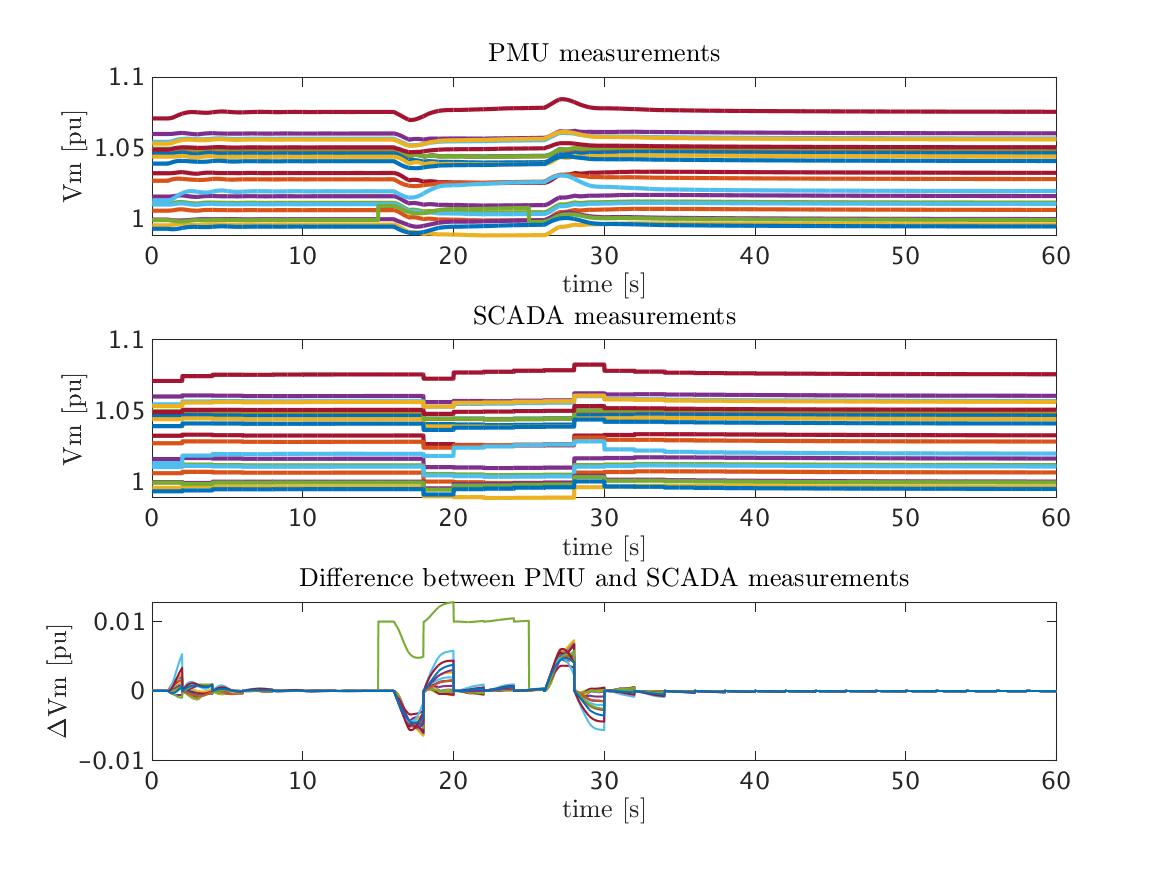 PMU measurements
1.1
1.05
1
Vm [pu]
0 10 20 30 40 50 60
time [s]
SCADA measurements
1.1
1.05
1
Vm [pu]
0 10 20 30 40 50 60
time [s]
Difference between PMU and SCADA measurements
0.01
0
-0.01
ΔVm [pu]
0 10 20 30 40 50 60
time [s]